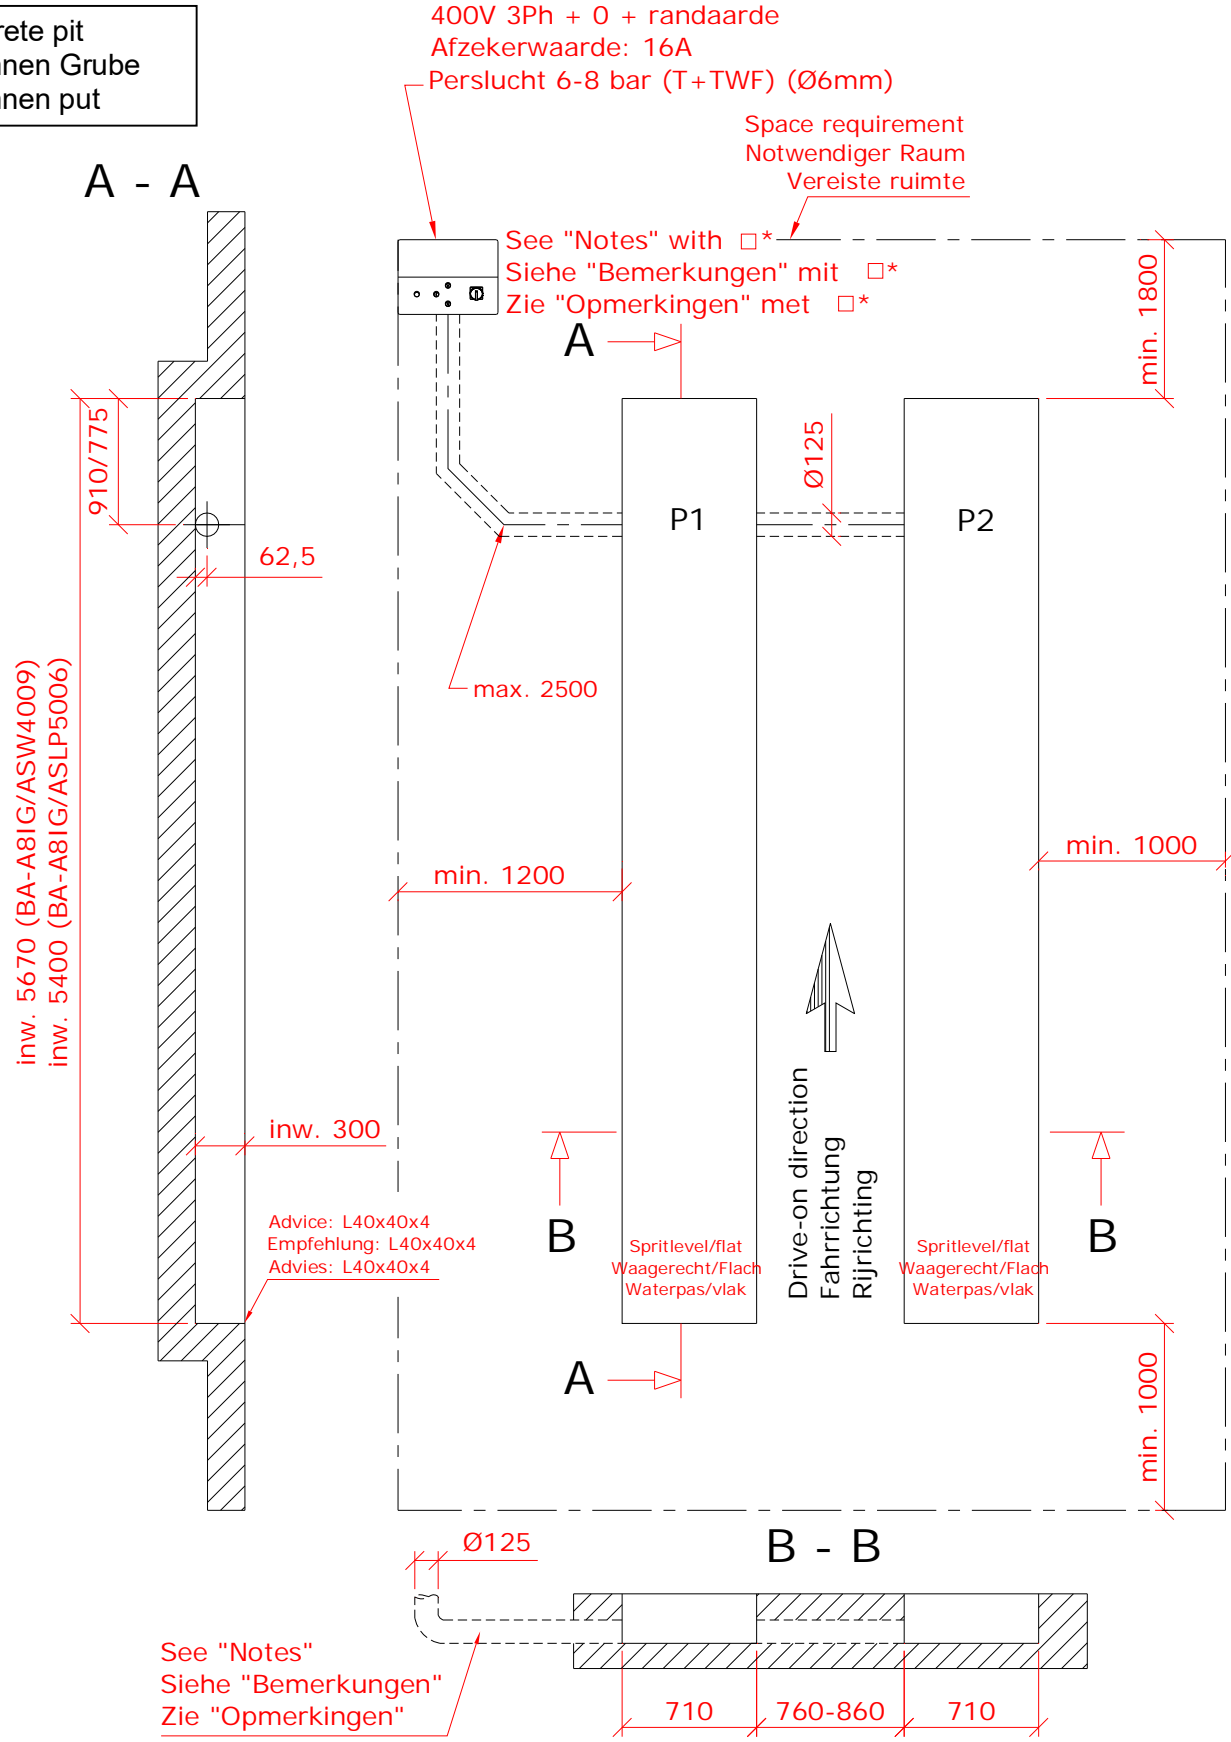 400V 3Ph + 0 + randaarde
Afzekerwaarde: 16A
Perslucht 6-8 bar (T+TWF) (Ø6mm)
rete pit
nnen Grube
nnen put
Space requirement
Notwendiger Raum
Vereiste ruimte
A - A
See "Notes" with □*
Siehe "Bemerkungen" mit □*
Zie "Opmerkingen" met □*
min. 1800
A
910/775
Ø125
P1
P2
62,5
max. 2500
inw. 5670 (BA-A8IG/ASW4009)
inw. 5400 (BA-A8IG/ASLP5006)
min. 1200
min. 1000
inw. 300
Drive-on direction
Fahrrichtung
Rijrichting
Advice: L40x40x4
Empfehlung: L40x40x4
Advies: L40x40x4
B
B
Spritlevel/flat
Waagerecht/Flach
Waterpas/vlak
Spritlevel/flat
Waagerecht/Flach
Waterpas/vlak
A
min. 1000
B - B
Ø125
See "Notes"
Siehe "Bemerkungen"
Zie "Opmerkingen"
710
760-860
710